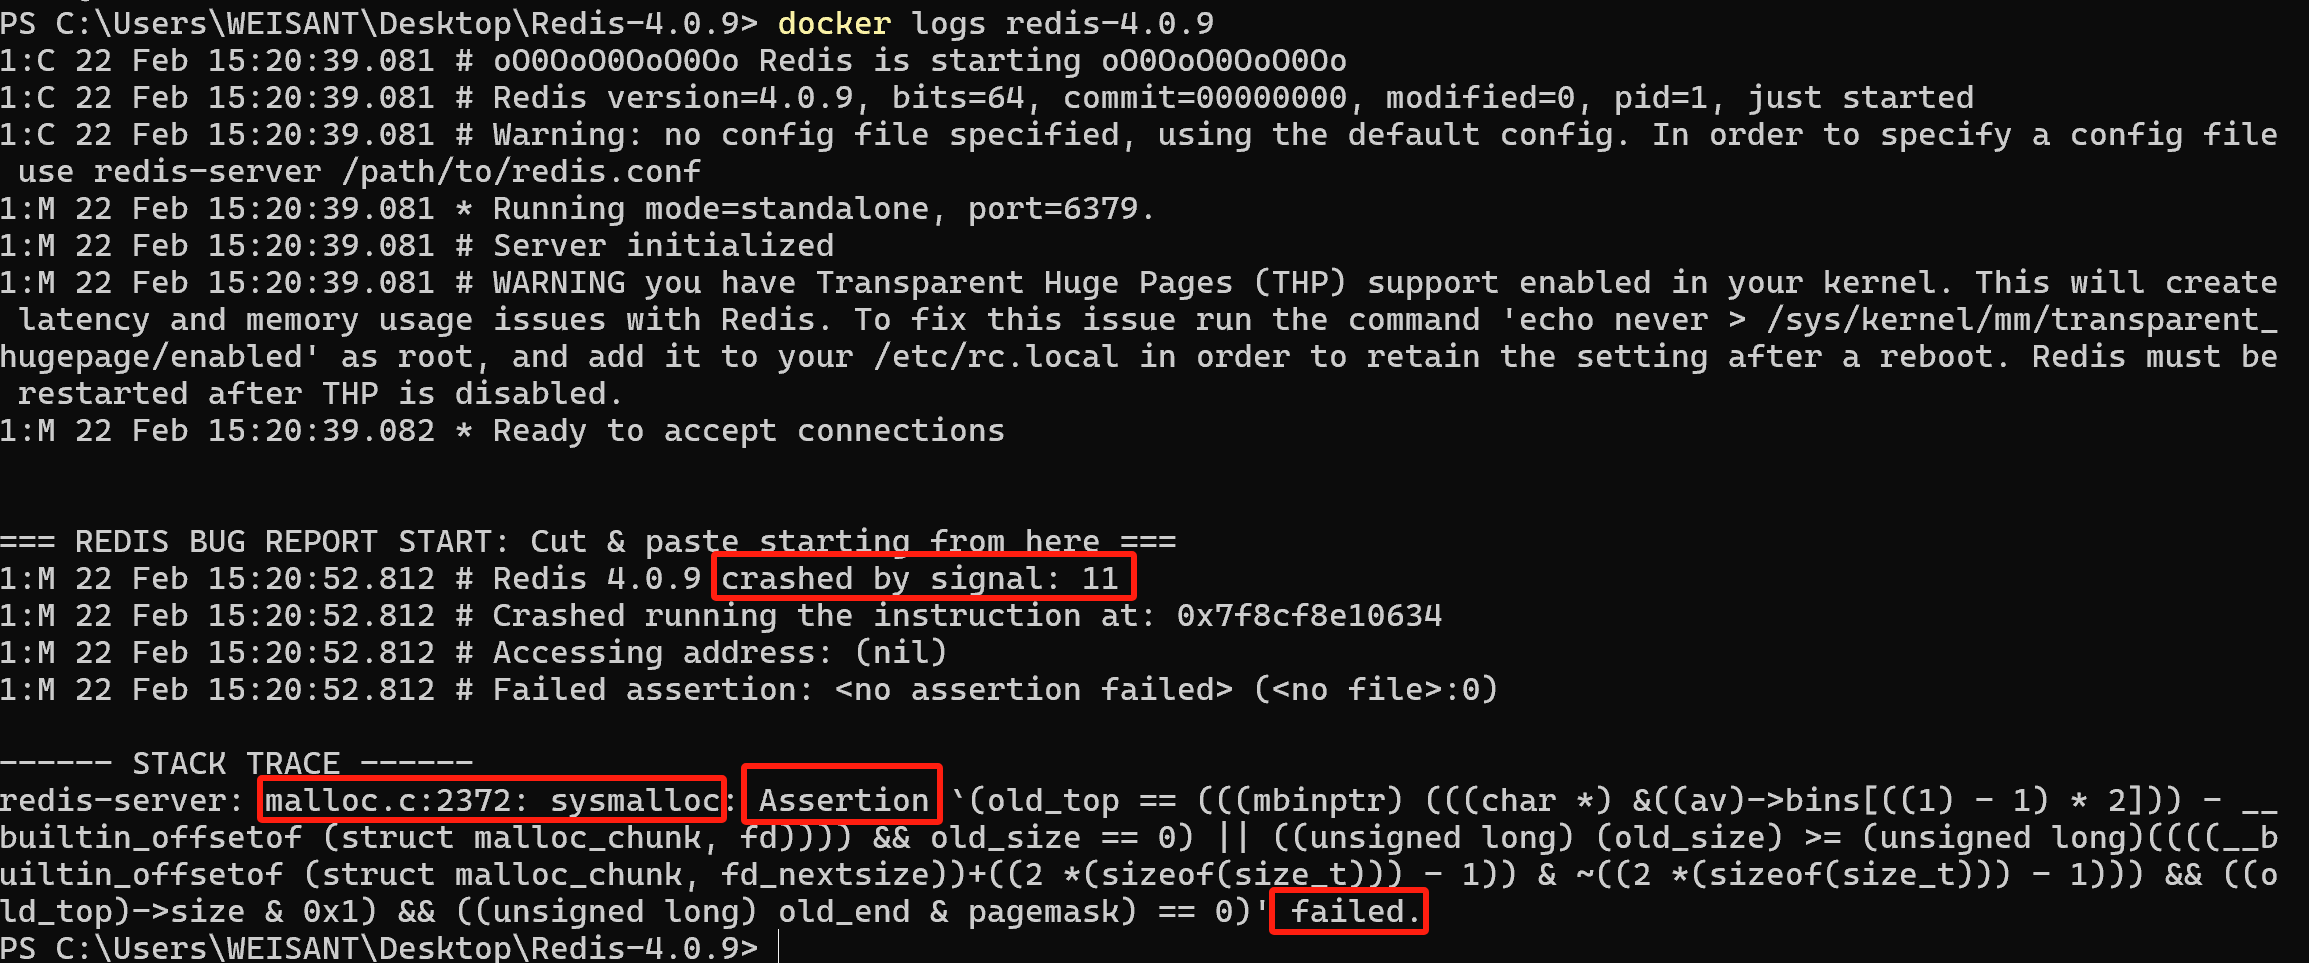 PS C:\Users\WEISANT\Desktop\Redis-4.0.9> docker logs redis-4.0.9
1:C 22 Feb 15:20:39.081 # oO0OoO0OoO0Oo Redis is starting oO0OoO0OoO0Oo
1:C 22 Feb 15:20:39.081 # Redis version=4.0.9, bits=64, commit=00000000, modified=0, pid=1, just started
1:C 22 Feb 15:20:39.081 # Warning: no config file specified, using the default config. In order to specify a config file
 use redis-server /path/to/redis.conf
1:M 22 Feb 15:20:39.081 * Running mode=standalone, port=6379.
1:M 22 Feb 15:20:39.081 # Server initialized
1:M 22 Feb 15:20:39.081 # WARNING you have Transparent Huge Pages (THP) support enabled in your kernel. This will create
 latency and memory usage issues with Redis. To fix this issue run the command 'echo never > /sys/kernel/mm/transparent_
hugepage/enabled' as root, and add it to your /etc/rc.local in order to retain the setting after a reboot. Redis must be
 restarted after THP is disabled.
1:M 22 Feb 15:20:39.082 * Ready to accept connections
=== REDIS BUG REPORT START: Cut & paste starting from here ===
1:M 22 Feb 15:20:52.812 # Redis 4.0.9 crashed by signal: 11
1:M 22 Feb 15:20:52.812 # Crashed running the instruction at: 0x7f8cf8e10634
1:M 22 Feb 15:20:52.812 # Accessing address: (nil)
1:M 22 Feb 15:20:52.812 # Failed assertion: <no assertion failed> (<no file>:0)
------ STACK TRACE ------
redis-server: malloc.c:2372: sysmalloc: Assertion `(old_top == (((mbinptr) (((char *) &((av)->bins[((1) - 1) * 2])) - __
builtin_offsetof (struct malloc_chunk, fd)))) && old_size == 0) || ((unsigned long) (old_size) >= (unsigned long)((((__b
uiltin_offsetof (struct malloc_chunk, fd_nextsize))+((2 *(sizeof(size_t))) - 1)) & ~((2 *(sizeof(size_t))) - 1))) && ((o
ld_top)->size & 0x1) && ((unsigned long) old_end & pagemask) == 0)' failed.
PS C:\Users\WEISANT\Desktop\Redis-4.0.9>